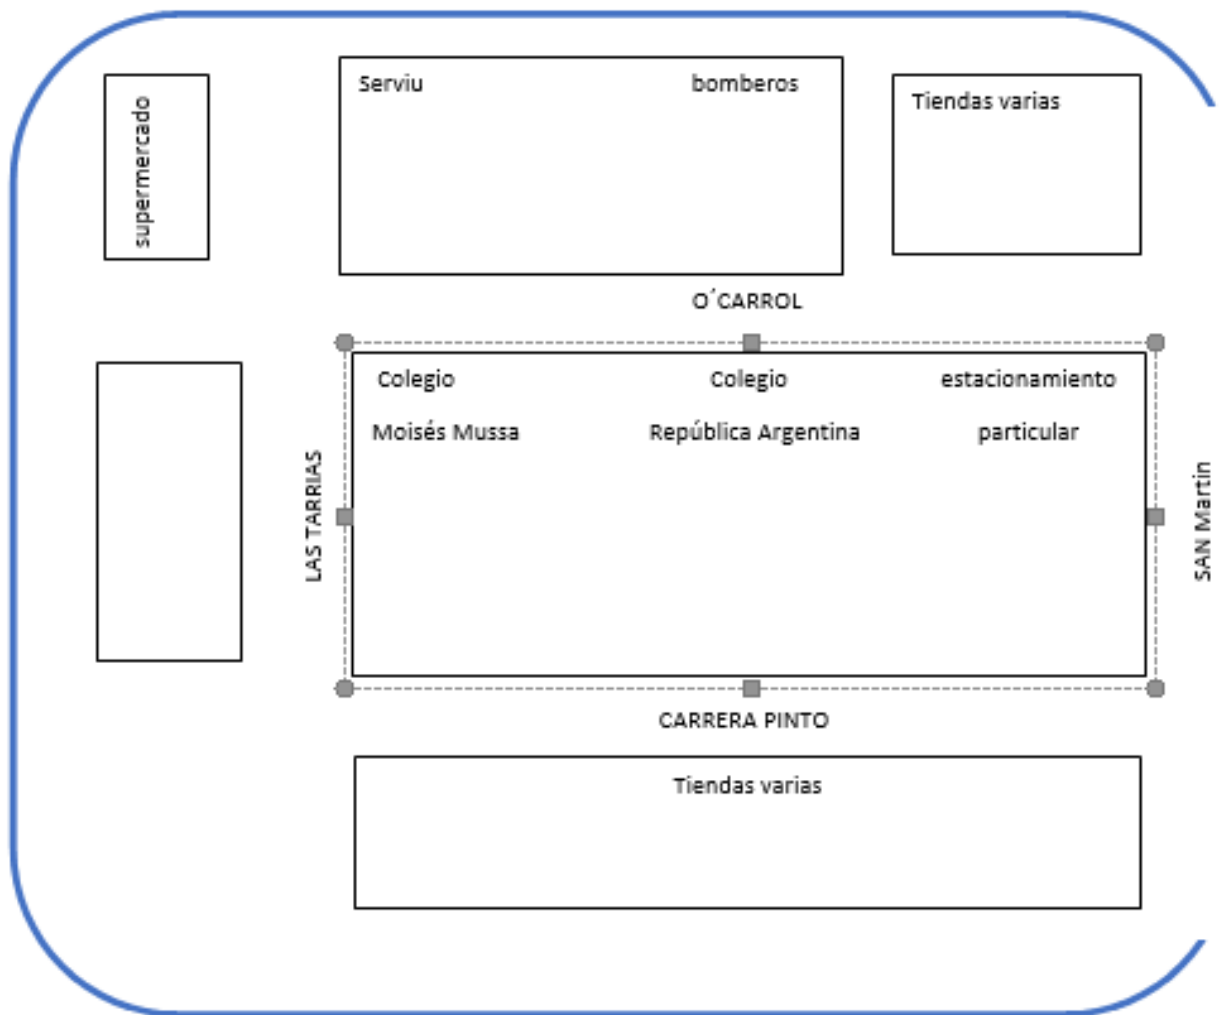 supermercado
Serviu
bomberos
Tiendas varias
O´CARROL
Colegio
Moisés Mussa
Colegio
República Argentina
estacionamiento
particular
LAS TARRIAS
SAN Martin
CARRERA PINTO
Tiendas varias